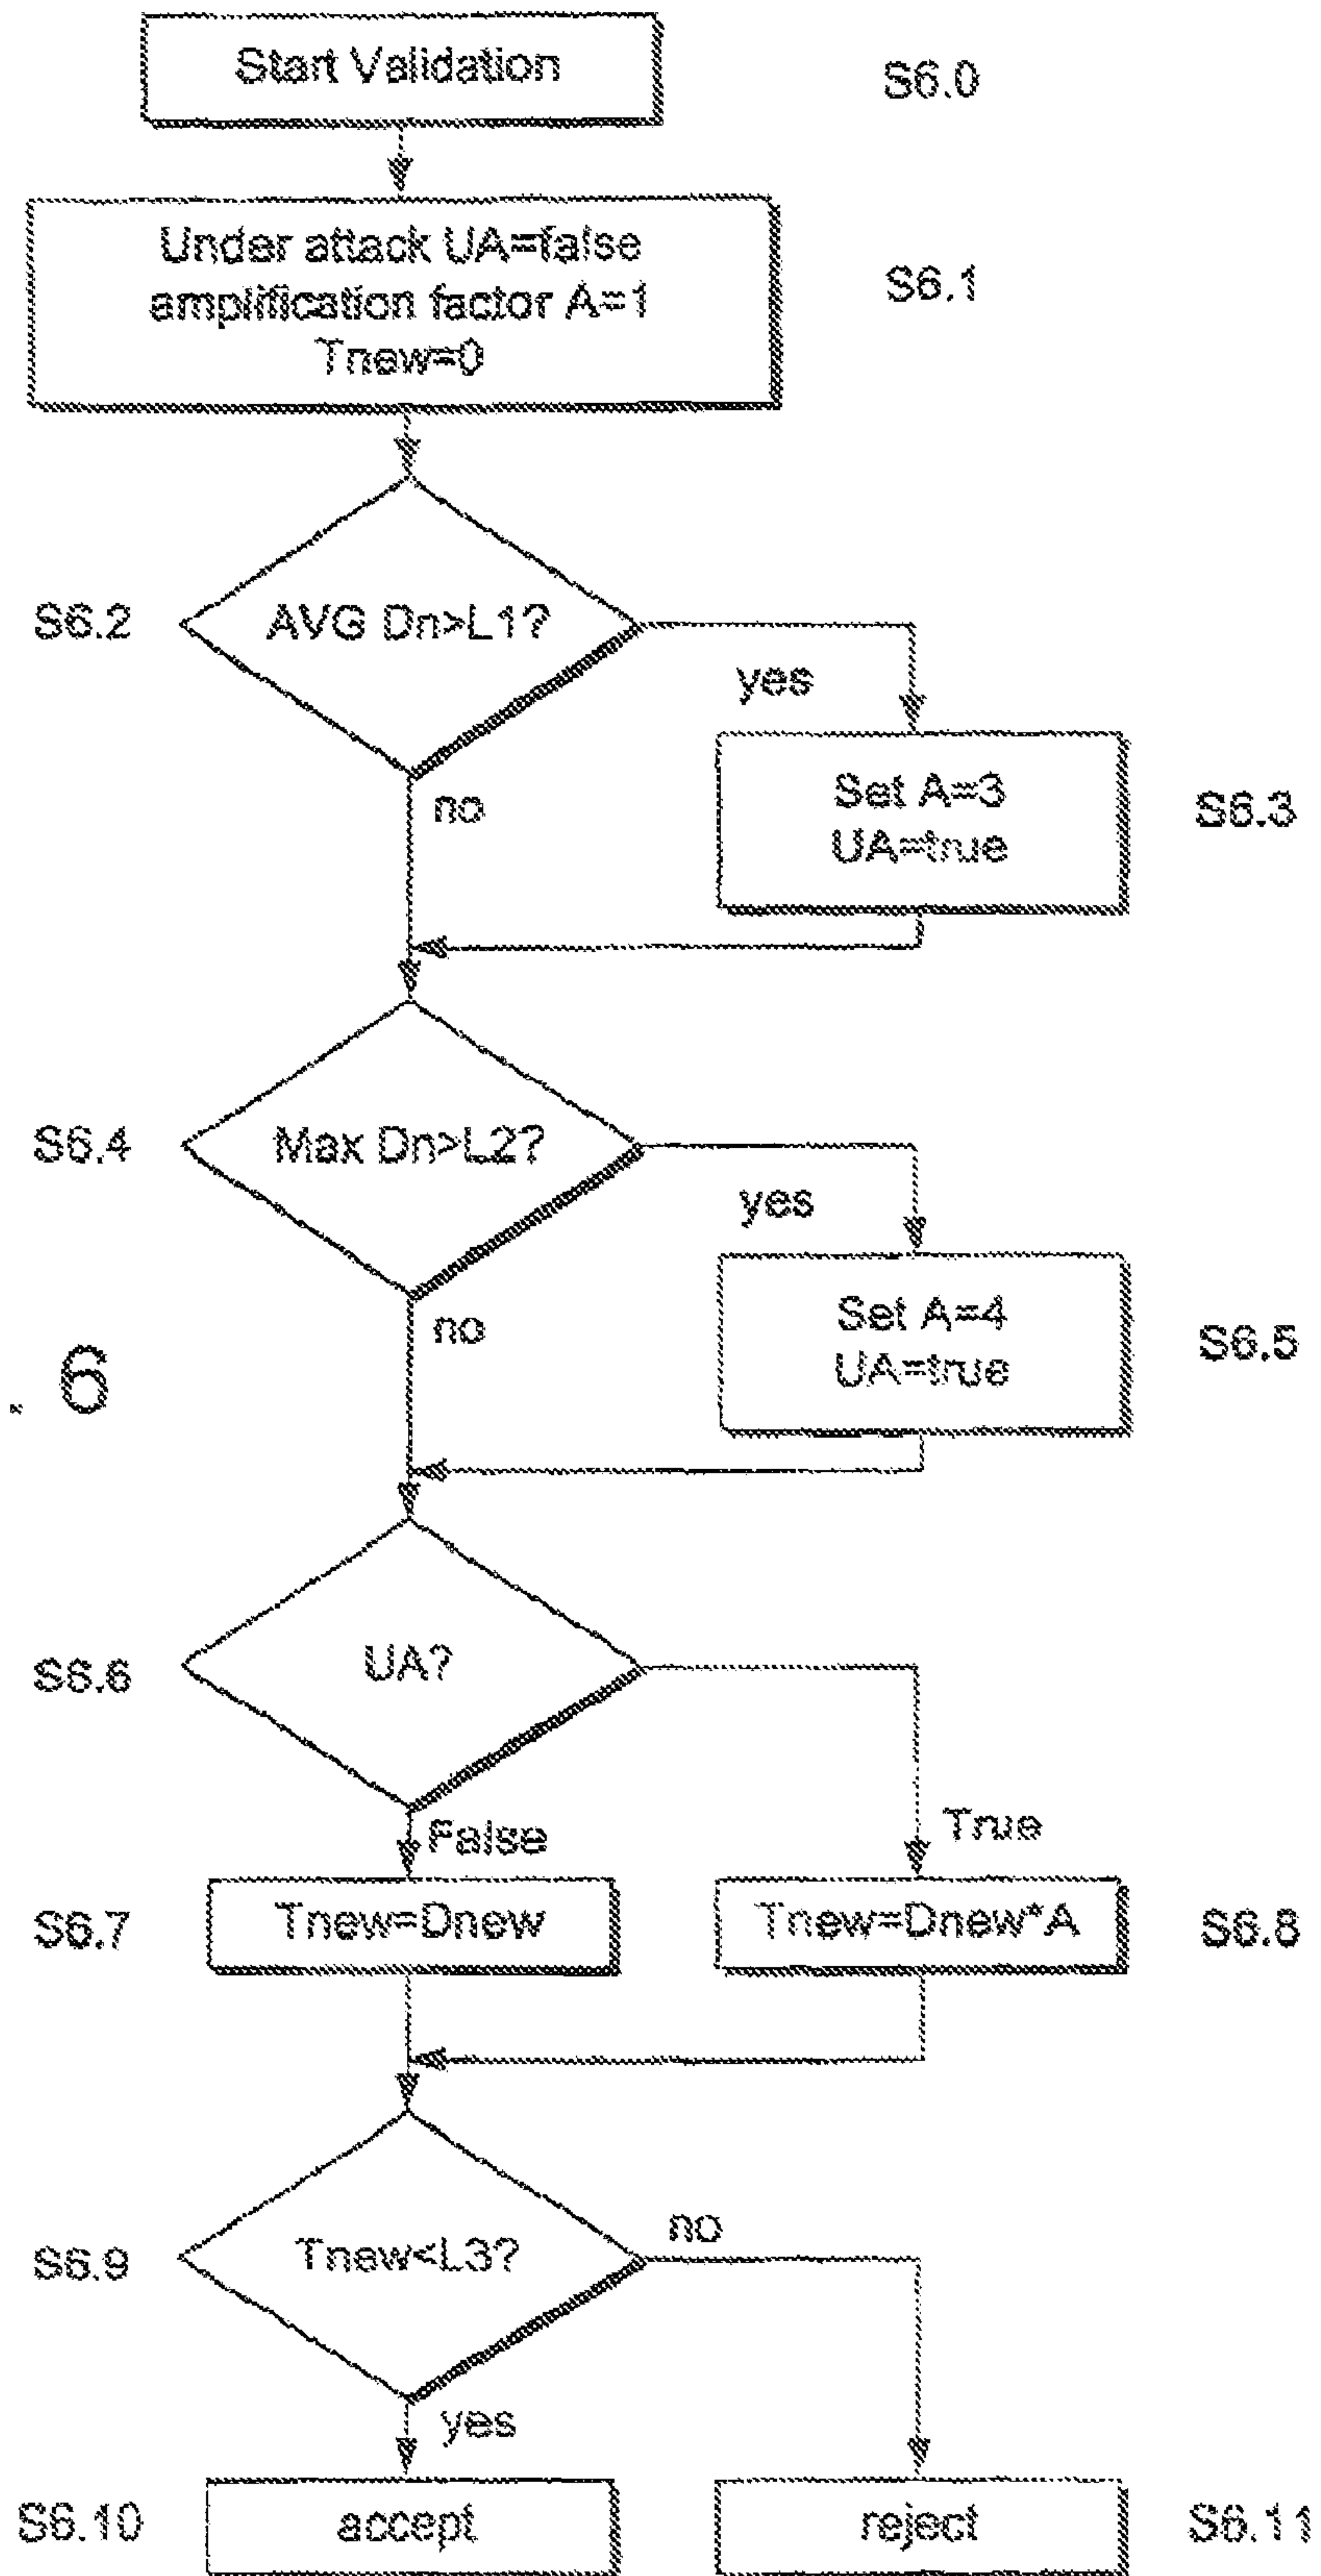 Start Validation
S6.0
Under attack UA=false
amplification factor A=1
Tnew=0
S6.1
S6.2
AVG Dn>L1?
yes
no
Set A=3
UA=true
S6.3
S6.4
Max Dn>L2?
yes
no
Set A=4
UA=true
S6.5
. 6
S6.6
UA?
False
True
S6.7
Tnew=Dnew
Tnew=Dnew*A
S6.8
S6.9
Tnew<L3?
no
yes
S6.10
accept
reject
S6.11